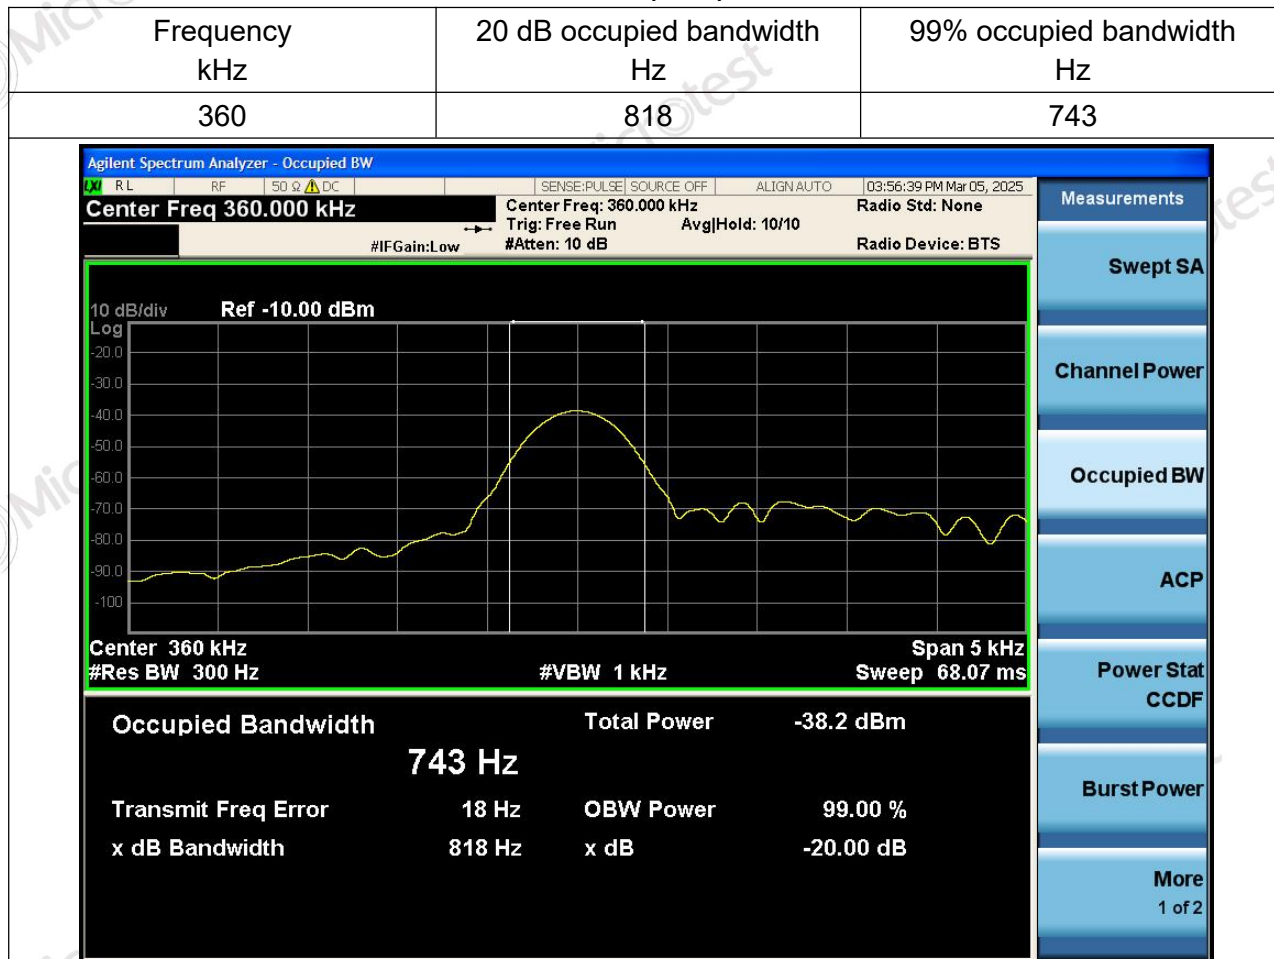 Frequency
kHz
20 dB occupied bandwidth
Hz
99% occupied bandwidth
Hz
360
818
743
Microtest
Agilent Spectrum Analyzer - Occupied BW
LXI RL RF 50 Ω DC SENSE:PULSE SOURCE OFF ALIGN AUTO 03:56:39 PM Mar 05, 2025
Center Freq 360.000 kHz
Center Freq: 360.000 kHz
Radio Std: None
Trig: Free Run Avg|Hold: 10/10
#IFGain:Low
#Atten: 10 dB
Radio Device: BTS
10 dB/div Ref -10.00 dBm
Log
-20.0
-30.0
-40.0
-50.0
-60.0
-70.0
-80.0
-90.0
-100
Center 360 kHz
Span 5 kHz
#Res BW 300 Hz
#VBW 1 kHz
Sweep 68.07 ms
Occupied Bandwidth
743 Hz
Total Power -38.2 dBm
Transmit Freq Error 18 Hz
OBW Power 99.00 %
x dB Bandwidth 818 Hz
x dB -20.00 dB
Measurements
Swept SA
Channel Power
Occupied BW
ACP
Power Stat
CCDF
Burst Power
More
1 of 2